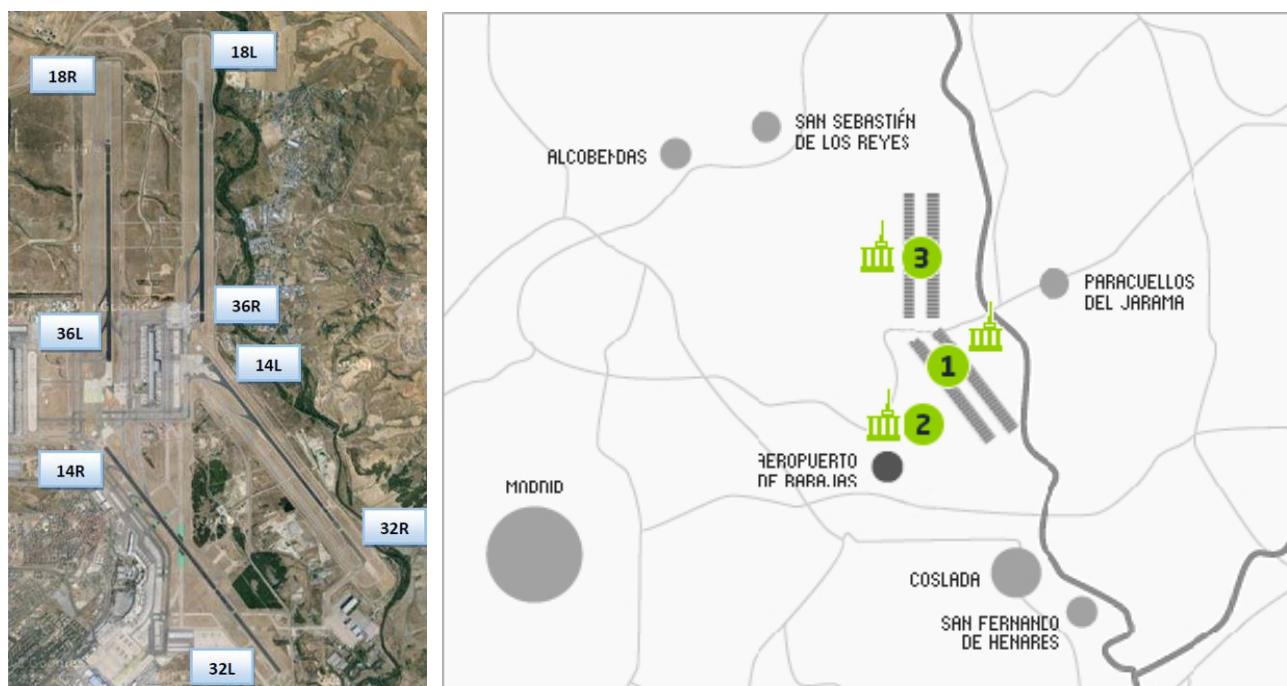 18L
18R
36R
36L
14L
14R
32R
32L
SAN SEBASTIÁN
DE LOS REYES
ALCOBENDAS
3
PARACUELLOS
DEL JARAMA
1
2
AEROPUERTO
DE BARAJAS
MADRID
COSLADA
SAN FERNANDO
DE HENARES